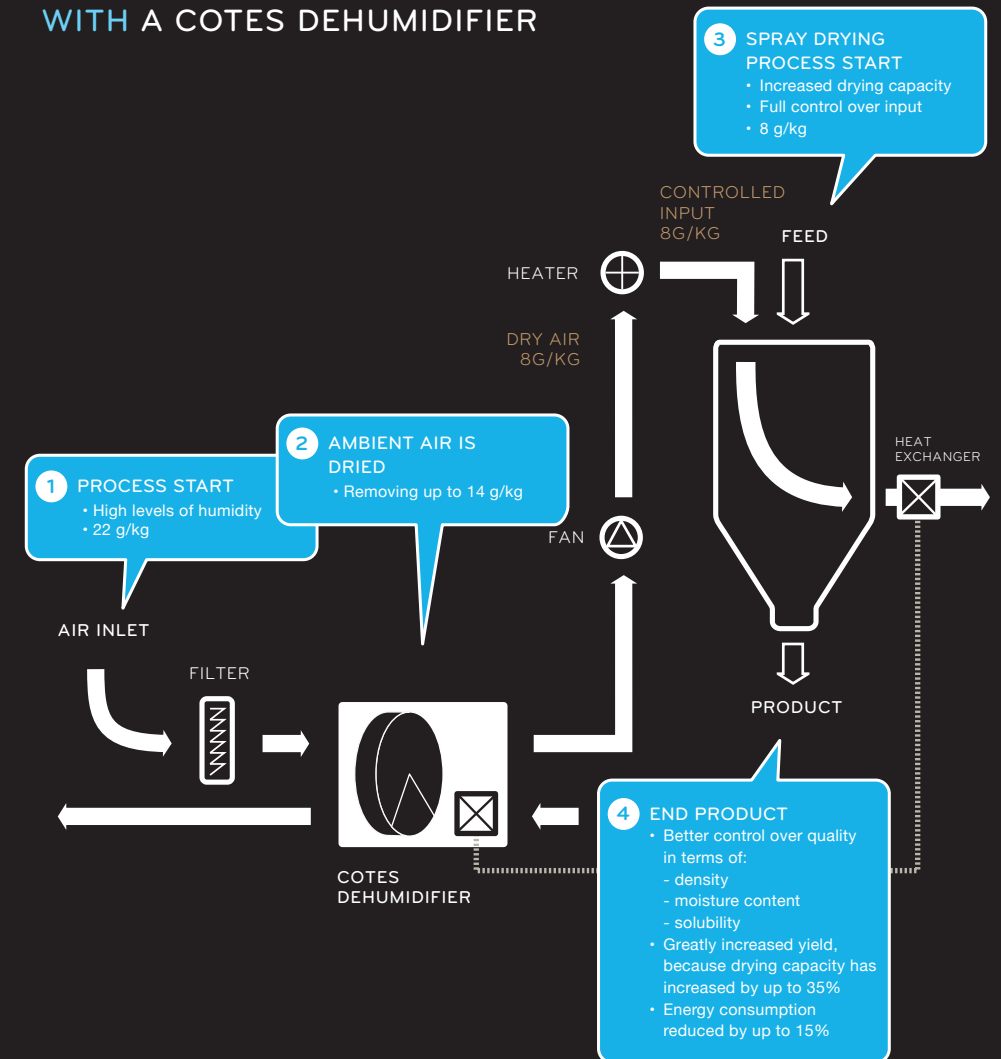 WITH A COTES DEHUMIDIFIER
3 SPRAY DRYING
PROCESS START
• Increased drying capacity
• Full control over input
• 8 g/kg
CONTROLLED
INPUT
8G/KG
FEED
HEATER
DRY AIR
8G/KG
HEAT
EXCHANGER
2 AMBIENT AIR IS
DRIED
• Removing up to 14 g/kg
1 PROCESS START
• High levels of humidity
• 22 g/kg
FAN
AIR INLET
FILTER
PRODUCT
COTES
DEHUMIDIFIER
4 END PRODUCT
• Better control over quality
in terms of:
- density
- moisture content
- solubility
• Greatly increased yield,
because drying capacity has
increased by up to 35%
• Energy consumption
reduced by up to 15%